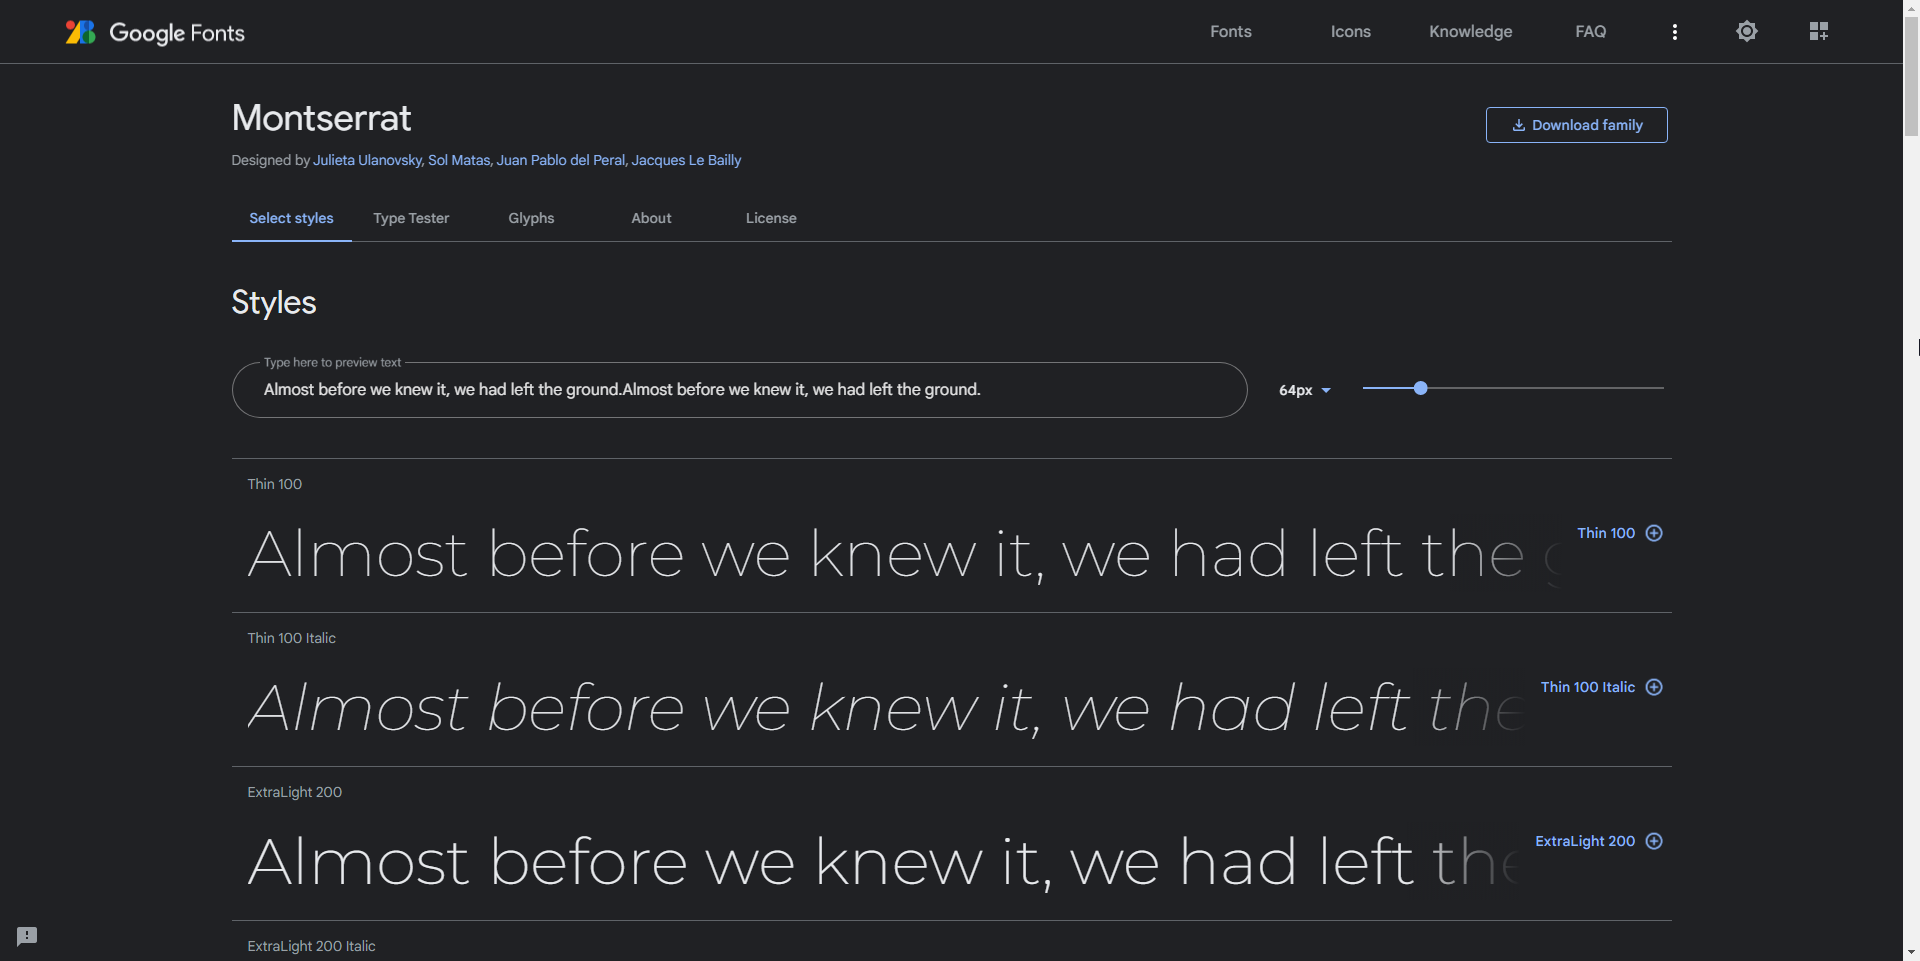 Google Fonts
Fonts Icons Knowledge FAQ
Montserrat
Download family
Designed by Julieta Ulanovsky, Sol Matas, Juan Pablo del Peral, Jacques Le Bailly
Select styles Type Tester Glyphs About License
Styles
Type here to preview text
Almost before we knew it, we had left the ground.Almost before we knew it, we had left the ground.
64px
Thin 100
Almost before we knew it, we had left the g
Thin 100
Thin 100 Italic
Almost before we knew it, we had left the
Thin 100 Italic
ExtraLight 200
Almost before we knew it, we had left the
ExtraLight 200
ExtraLight 200 Italic